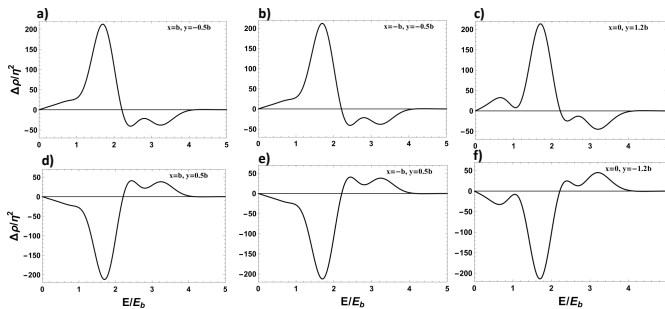 a) b) c)
x=b, y=−0.5b x=−b, y=−0.5b x=0, y=1.2b
Δρ/η²
200 200 200
150 150 150
100 100 100
50 50 50
0 0 0
−50 −50 −50
0 1 2 3 4 5 0 1 2 3 4 5 0 1 2 3 4 5
d) e) f)
x=b, y=0.5b x=−b, y=0.5b x=0, y=−1.2b
Δρ/η²
50 50 50
0 0 0
−50 −50 −50
−100 −100 −100
−150 −150 −150
−200 −200 −200
0 1 2 3 4 5 0 1 2 3 4 5 0 1 2 3 4 5
E/E_b E/E_b E/E_b